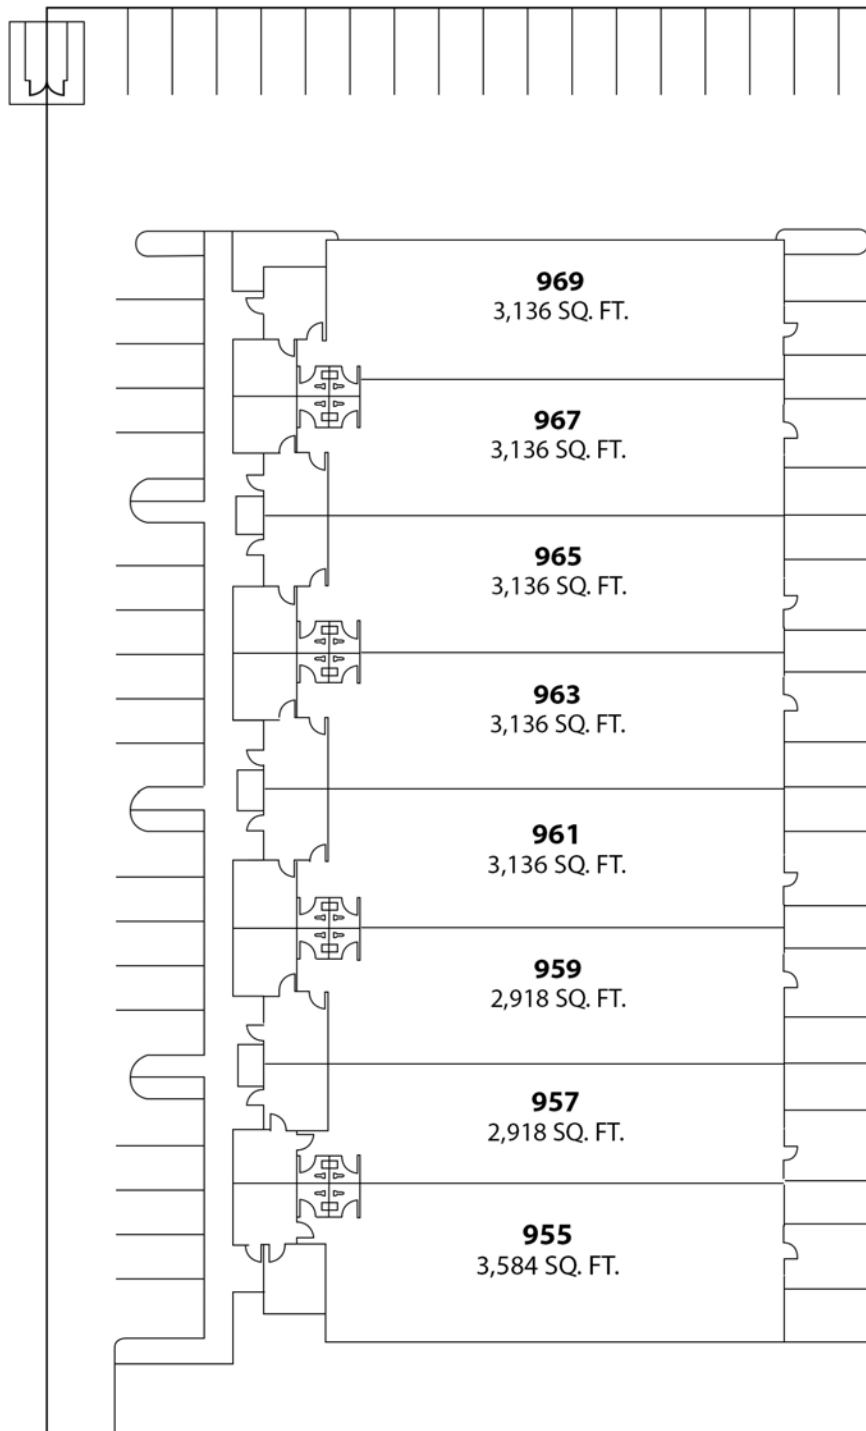 969
3,136 SQ. FT.
967
3,136 SQ. FT.
965
3,136 SQ. FT.
963
3,136 SQ. FT.
961
3,136 SQ. FT.
959
2,918 SQ. FT.
957
2,918 SQ. FT.
955
3,584 SQ. FT.